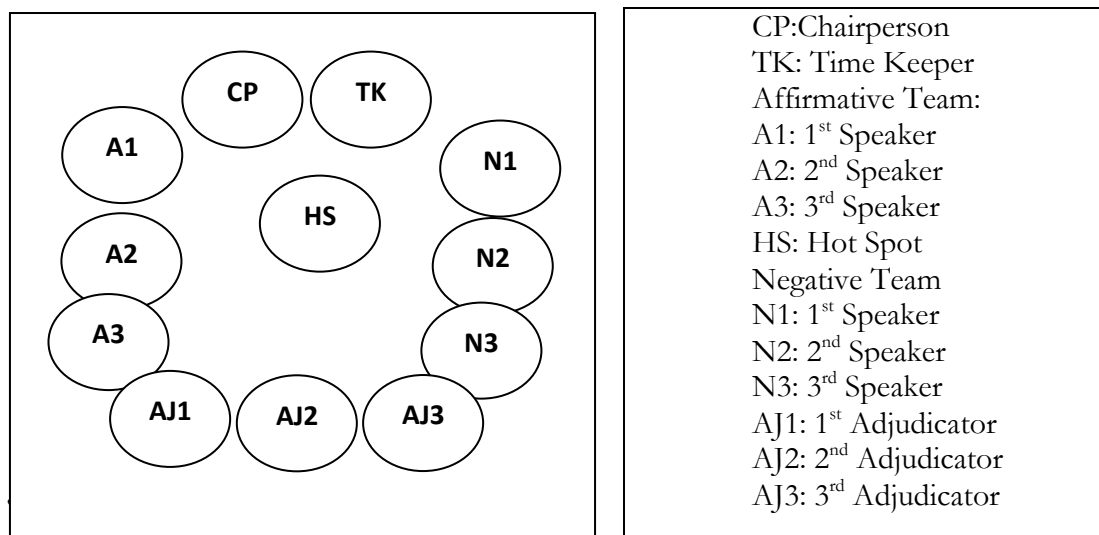 CP
TK
A1
N1
HS
A2
N2
A3
N3
AJ1
AJ2
AJ3
CP:Chairperson
TK: Time Keeper
Affirmative Team:
A1: 1st Speaker
A2: 2nd Speaker
A3: 3rd Speaker
HS: Hot Spot
Negative Team
N1: 1st Speaker
N2: 2nd Speaker
N3: 3rd Speaker
AJ1: 1st Adjudicator
AJ2: 2nd Adjudicator
AJ3: 3rd Adjudicator